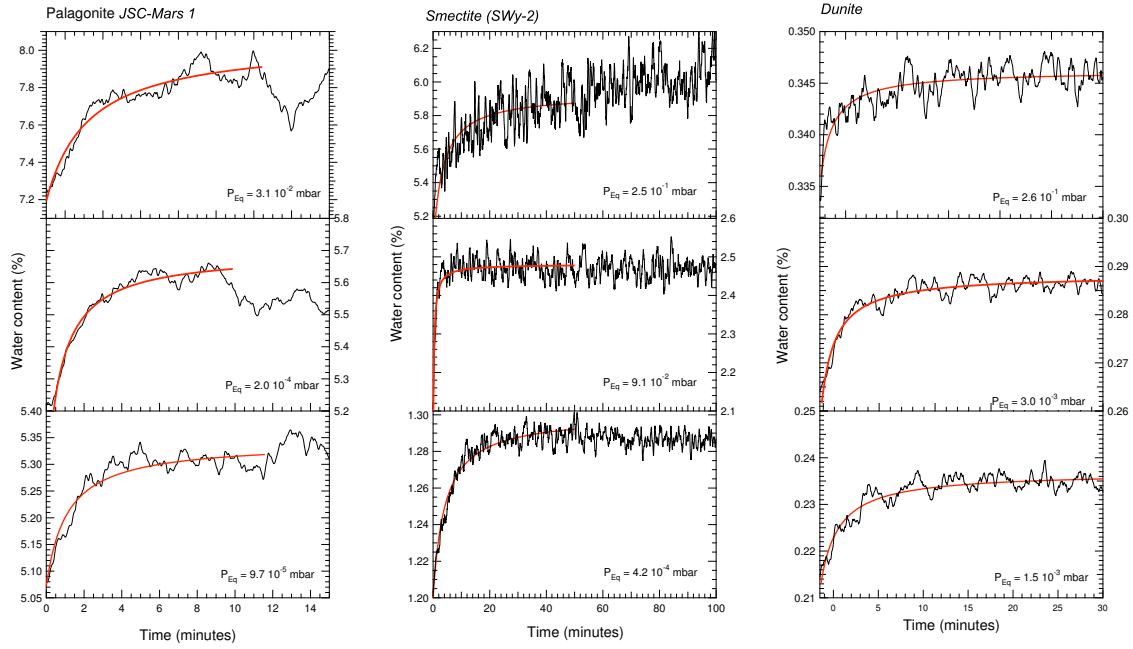 Palagonite JSC-Mars 1
8.0
7.8
7.6
7.4
7.2
P_Eq = 3.1 10^-2 mbar
5.8
5.7
5.6
5.5
5.4
5.3
5.2
P_Eq = 2.0 10^-4 mbar
Water content (%)
5.40
5.35
5.30
5.25
5.20
5.15
5.10
5.05
P_Eq = 9.7 10^-5 mbar
0 2 4 6 8 10 12 14
Time (minutes)
Smectite (SWy-2)
6.2
6.0
5.8
5.6
5.4
5.2
P_Eq = 2.5 10^-1 mbar
2.6
2.5
2.4
2.3
2.2
2.1
P_Eq = 9.1 10^-2 mbar
Water content (%)
1.30
1.28
1.26
1.24
1.22
1.20
P_Eq = 4.2 10^-4 mbar
0 20 40 60 80 100
Time (minutes)
Dunite
0.350
0.345
0.340
0.335
P_Eq = 2.6 10^-1 mbar
0.30
0.29
0.28
0.27
0.26
P_Eq = 3.0 10^-3 mbar
Water content (%)
0.25
0.24
0.23
0.22
0.21
P_Eq = 1.5 10^-3 mbar
0 5 10 15 20 25 30
Time (minutes)